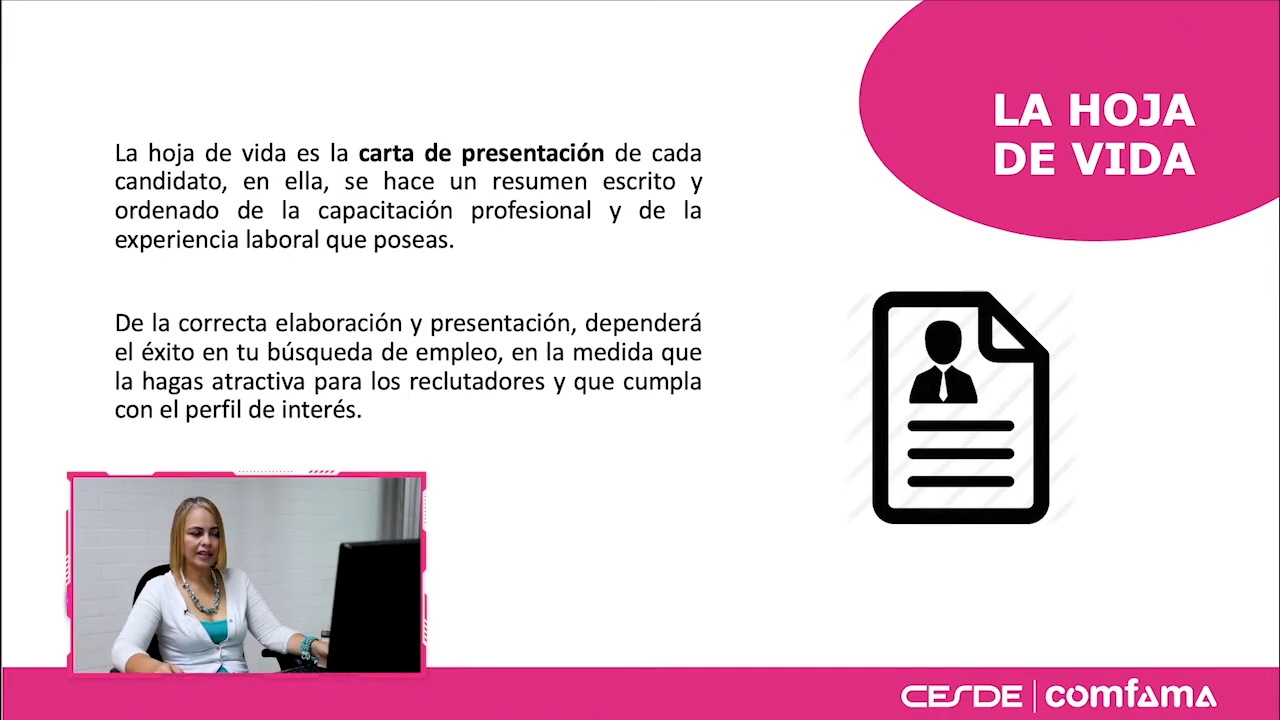 LA HOJA
DE VIDA
La hoja de vida es la carta de presentación de cada
candidato, en ella, se hace un resumen escrito y
ordenado de la capacitación profesional y de la
experiencia laboral que poseas.
De la correcta elaboración y presentación, dependerá
el éxito en tu búsqueda de empleo, en la medida que
la hagas atractiva para los reclutadores y que cumpla
con el perfil de interés.
CESDE comfama